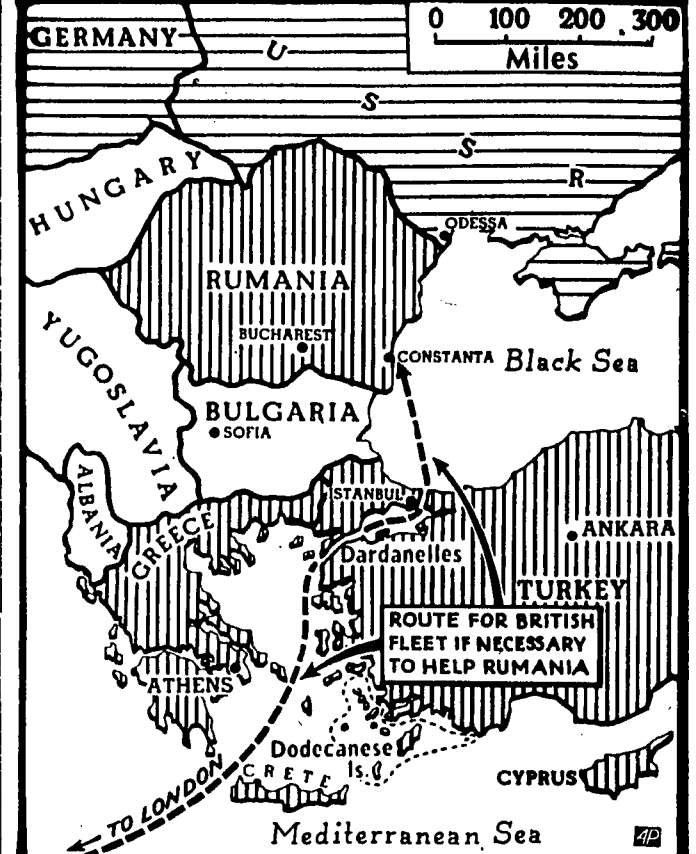 0 100 200 300
Miles
GERMANY
U S S R
HUNGARY
ODESSA
RUMANIA
BUCHAREST
CONSTANTA
Black Sea
YUGOSLAVIA
BULGARIA
SOFIA
ALBANIA
GREECE
ISTANBUL
Dardanelles
ANKARA
TURKEY
ROUTE FOR BRITISH
FLEET IF NECESSARY
TO HELP RUMANIA
ATHENS
Dodecanese
Is.
CRETE
CYPRUS
TO LONDON
Mediterranean Sea
AP